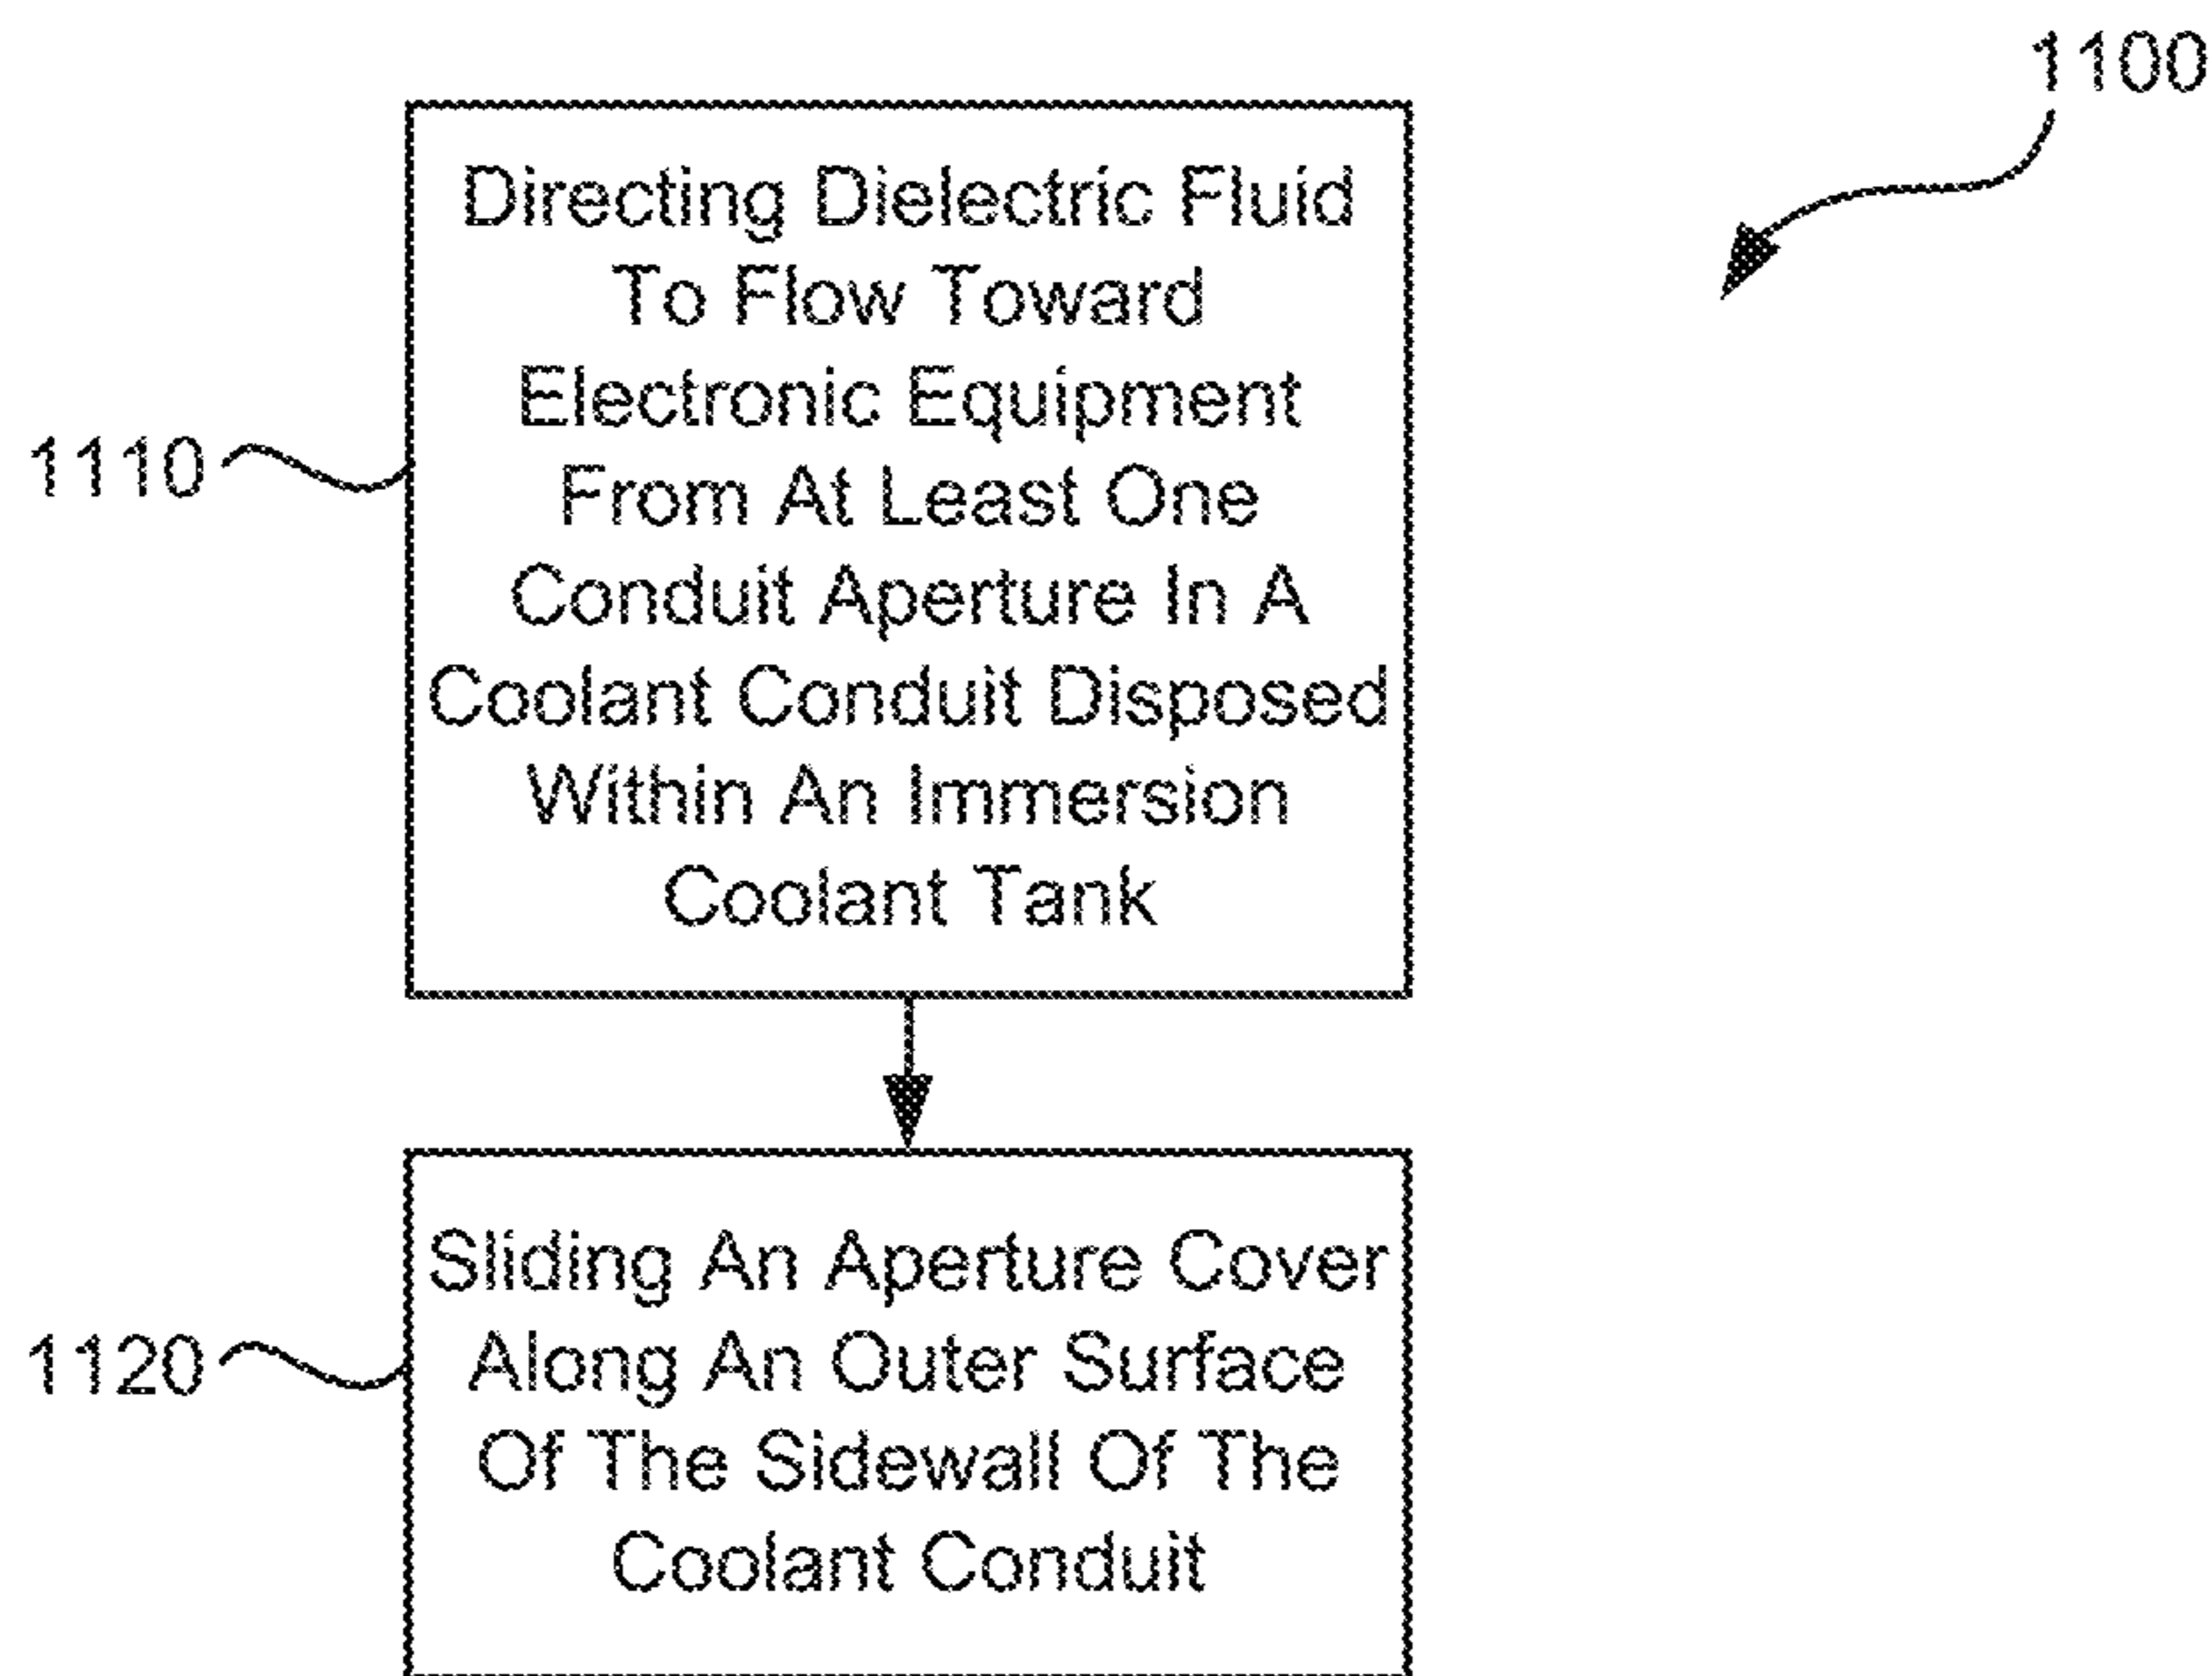 1100
Directing Dielectric Fluid
To Flow Toward
Electronic Equipment
From At Least One
Conduit Aperture In A
Coolant Conduit Disposed
Within An Immersion
Coolant Tank
1110
Sliding An Aperture Cover
Along An Outer Surface
Of The Sidewall Of The
Coolant Conduit
1120